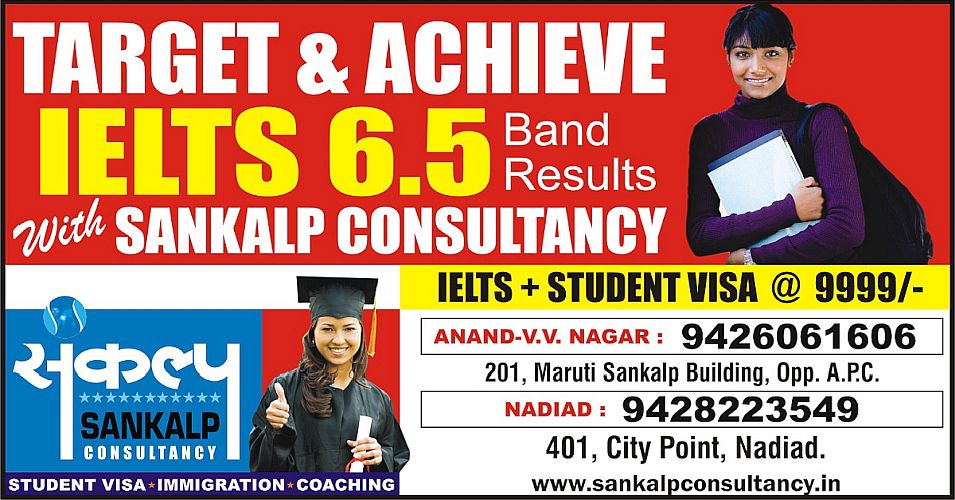 TARGET & ACHIEVE
IELTS 6.5 Band Results
With SANKALP CONSULTANCY
IELTS + STUDENT VISA @ 9999/-
ANAND-V.V. NAGAR : 9426061606
201, Maruti Sankalp Building, Opp. A.P.C.
NADIAD : 9428223549
401, City Point, Nadiad.
www.sankalpconsultancy.in
संकल्प
SANKALP
CONSULTANCY
STUDENT VISA★IMMIGRATION★COACHING